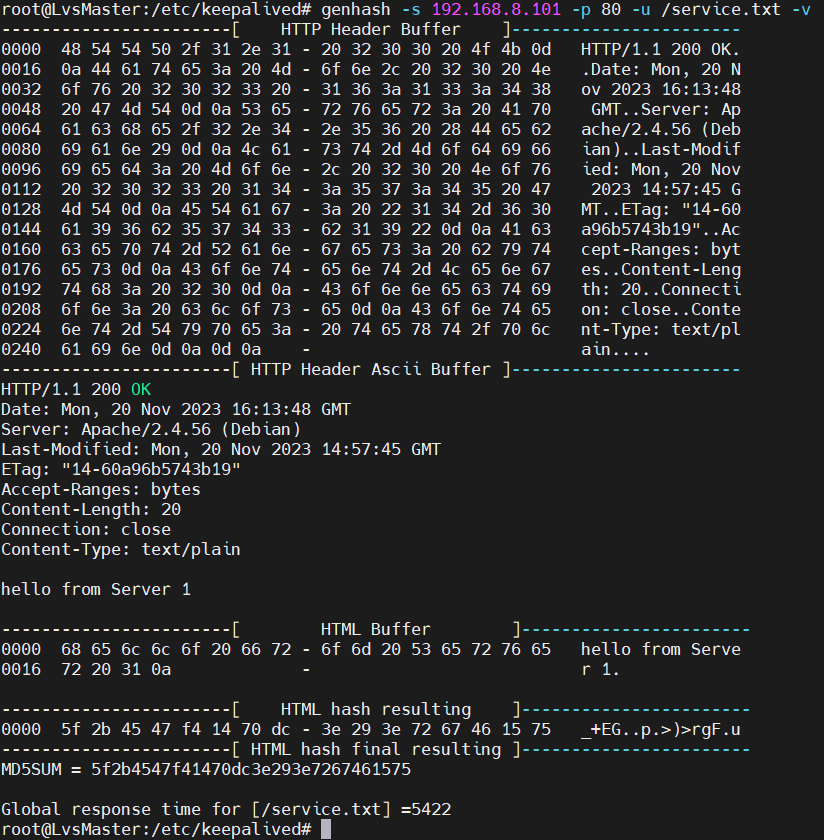 root@LvsMaster:/etc/keepalived# genhash -s 192.168.8.101 -p 80 -u /service.txt -v
-----------------------[    HTTP Header Buffer    ]-----------------------
0000  48 54 54 50 2f 31 2e 31 - 20 32 30 30 20 4f 4b 0d   HTTP/1.1 200 OK.
0016  0a 44 61 74 65 3a 20 4d - 6f 6e 2c 20 32 30 20 4e   .Date: Mon, 20 N
0032  6f 76 20 32 30 32 33 20 - 31 36 3a 31 33 3a 34 38   ov 2023 16:13:48
0048  20 47 4d 54 0d 0a 53 65 - 72 76 65 72 3a 20 41 70    GMT..Server: Ap
0064  61 63 68 65 2f 32 2e 34 - 2e 35 36 20 28 44 65 62   ache/2.4.56 (Deb
0080  69 61 6e 29 0d 0a 4c 61 - 73 74 2d 4d 6f 64 69 66   ian)..Last-Modif
0096  69 65 64 3a 20 4d 6f 6e - 2c 20 32 30 20 4e 6f 76   ied: Mon, 20 Nov
0112  20 32 30 32 33 20 31 34 - 3a 35 37 3a 34 35 20 47    2023 14:57:45 G
0128  4d 54 0d 0a 45 54 61 67 - 3a 20 22 31 34 2d 36 30   MT..ETag: "14-60
0144  61 39 36 62 35 37 34 33 - 62 31 39 22 0d 0a 41 63   a96b5743b19"..Ac
0160  63 65 70 74 2d 52 61 6e - 67 65 73 3a 20 62 79 74   cept-Ranges: byt
0176  65 73 0d 0a 43 6f 6e 74 - 65 6e 74 2d 4c 65 6e 67   es..Content-Leng
0192  74 68 3a 20 32 30 0d 0a - 43 6f 6e 6e 65 63 74 69   th: 20..Connecti
0208  6f 6e 3a 20 63 6c 6f 73 - 65 0d 0a 43 6f 6e 74 65   on: close..Conte
0224  6e 74 2d 54 79 70 65 3a - 20 74 65 78 74 2f 70 6c   nt-Type: text/pl
0240  61 69 6e 0d 0a 0d 0a    -                           ain....
-----------------------[ HTTP Header Ascii Buffer ]-----------------------
HTTP/1.1 200 OK
Date: Mon, 20 Nov 2023 16:13:48 GMT
Server: Apache/2.4.56 (Debian)
Last-Modified: Mon, 20 Nov 2023 14:57:45 GMT
ETag: "14-60a96b5743b19"
Accept-Ranges: bytes
Content-Length: 20
Connection: close
Content-Type: text/plain

hello from Server 1

-----------------------[        HTML Buffer        ]-----------------------
0000  68 65 6c 6c 6f 20 66 72 - 6f 6d 20 53 65 72 76 65   hello from Serve
0016  72 20 31 0a             -                           r 1.

-----------------------[    HTML hash resulting    ]-----------------------
0000  5f 2b 45 47 f4 14 70 dc - 3e 29 3e 72 67 46 15 75   _+EG..p.>)>rgF.u
-----------------------[ HTML hash final resulting ]-----------------------
MD5SUM = 5f2b4547f41470dc3e293e7267461575

Global response time for [/service.txt] =5422
root@LvsMaster:/etc/keepalived#